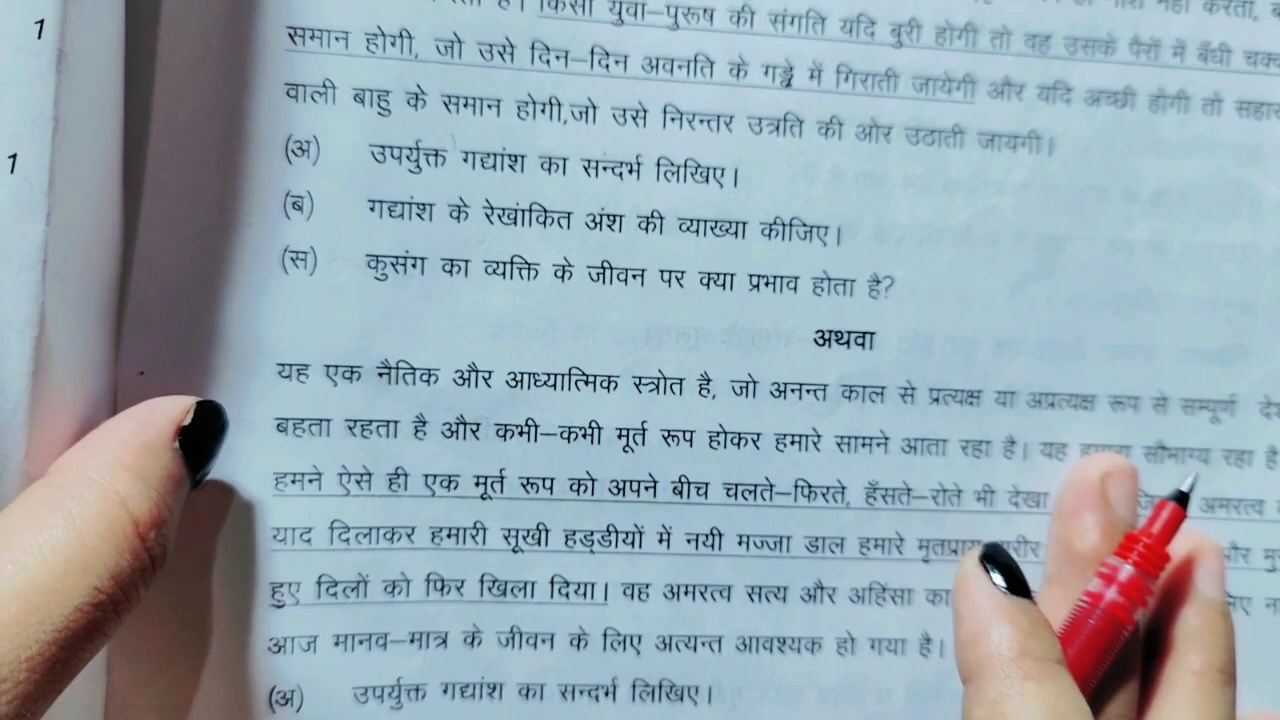 1
किसी युवा–पुरूष की संगति यदि बुरी होगी तो वह उसके पैरों में बँधी
समान होगी, जो उसे दिन–दिन अवनति के गड्ढे में गिराती जायेगी और यदि अच्छी होगी तो
वाली बाहु के समान होगी,जो उसे निरन्तर उन्नति की ओर उठाती जायगी।
(अ) उपर्युक्त गद्यांश का सन्दर्भ लिखिए।
1
(ब) गद्यांश के रेखांकित अंश की व्याख्या कीजिए।
(स) कुसंग का व्यक्ति के जीवन पर क्या प्रभाव होता है?
अथवा
यह एक नैतिक और आध्यात्मिक स्त्रोत है, जो अनन्त काल से प्रत्यक्ष या अप्रत्यक्ष रूप से सम्पूर्ण
बहता रहता है और कभी–कभी मूर्त रूप होकर हमारे सामने आता रहा है। यह सौभाग्य रहा है
हमने ऐसे ही एक मूर्त रूप को अपने बीच चलते–फिरते, हँसते–रोते भी देखा अमरत्व
याद दिलाकर हमारी सूखी हड्डीयों में नयी मज्जा डाल हमारे
हुए दिलों को फिर खिला दिया। वह अमरत्व सत्य और अहिंसा का
आज मानव–मात्र के जीवन के लिए अत्यन्त आवश्यक हो गया है।
(अ) उपर्युक्त गद्यांश का सन्दर्भ लिखिए।